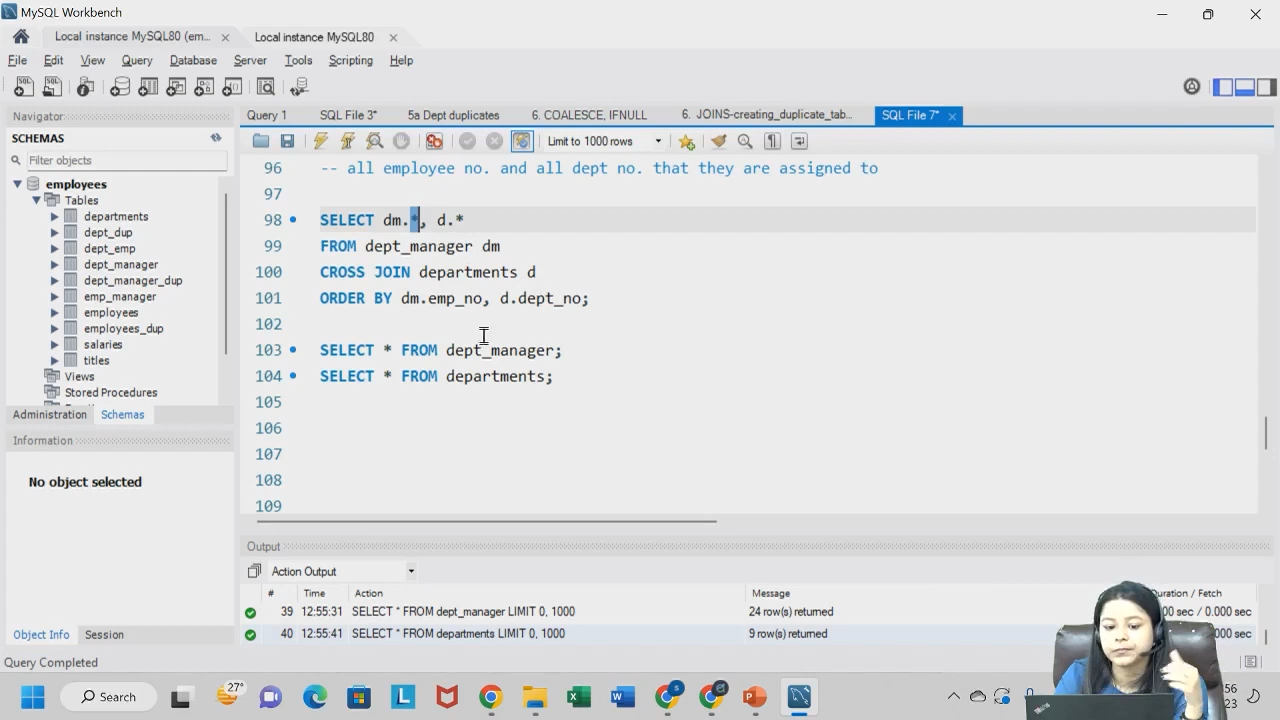 MySQL Workbench
Local instance MySQL80 (em...
Local instance MySQL80
File Edit View Query Database Server Tools Scripting Help
Navigator
Query 1
SQL File 3*
5a Dept duplicates
6. COALESCE, IFNULL
6. JOINS-creating_duplicate_tab...
SQL File 7*
SCHEMAS
Limit to 1000 rows
Filter objects
employees
Tables
departments
dept_dup
dept_emp
dept_manager
dept_manager_dup
emp_manager
employees
employees_dup
salaries
titles
Views
Stored Procedures
Administration Schemas
Information
No object selected
Object Info Session
96 -- all employee no. and all dept no. that they are assigned to
97
98 SELECT dm.*, d.*
99 FROM dept_manager dm
100 CROSS JOIN departments d
101 ORDER BY dm.emp_no, d.dept_no;
102
103 SELECT * FROM dept_manager;
104 SELECT * FROM departments;
105
106
107
108
109
Output
Action Output
# Time Action Message Duration / Fetch
39 12:55:31 SELECT * FROM dept_manager LIMIT 0, 1000 24 row(s) returned sec / 0.000 sec
40 12:55:41 SELECT * FROM departments LIMIT 0, 1000 9 row(s) returned sec
Query Completed
27°
Search